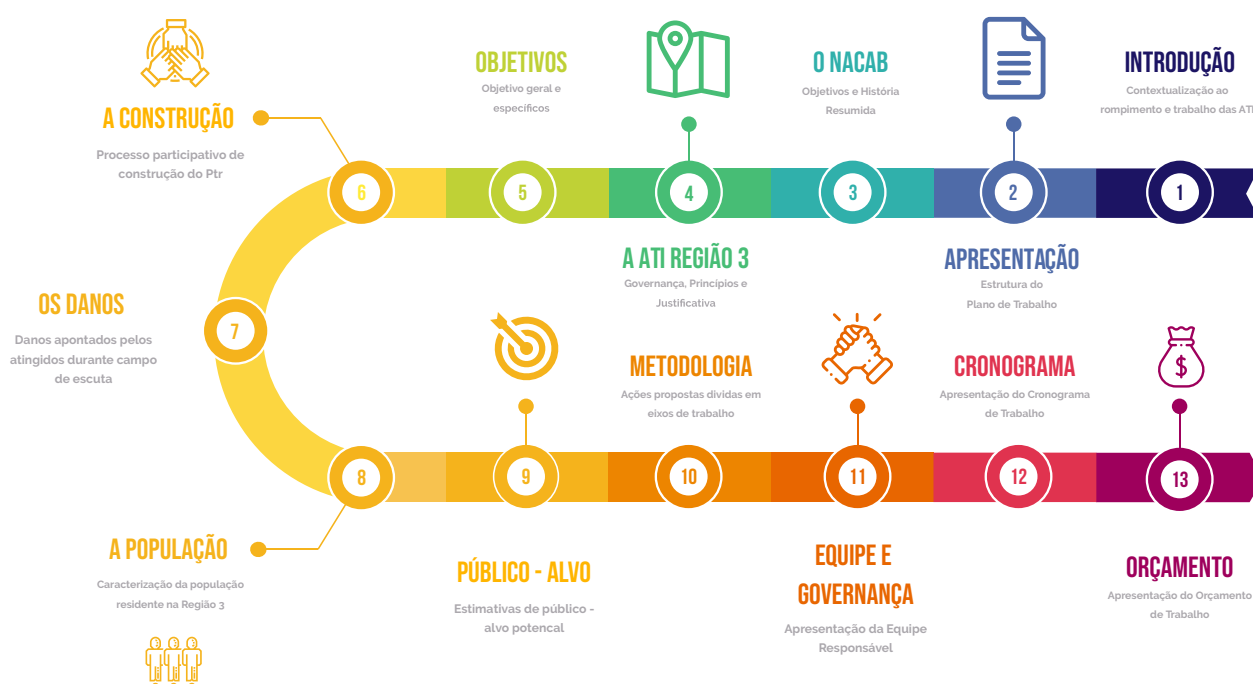 INTRODUÇÃO
Contextualização ao
rompimento e trabalho das ATI
1
2
APRESENTAÇÃO
Estrutura do
Plano de Trabalho
O NACAB
Objetivos e História
Resumida
3
4
A ATI REGIÃO 3
Governança, Princípios e
Justificativa
OBJETIVOS
Objetivo geral e
específicos
5
A CONSTRUÇÃO
Processo participativo de
construção do Ptr
6
OS DANOS
Danos apontados pelos
atingidos durante campo
de escuta
7
8
A POPULAÇÃO
Caracterização da população
residente na Região 3
9
PÚBLICO - ALVO
Estimativas de público -
alvo potencal
METODOLOGIA
Ações propostas dividas em
eixos de trabalho
10
11
EQUIPE E
GOVERNANÇA
Apresentação da Equipe
Responsável
CRONOGRAMA
Apresentação do Cronograma
de Trabalho
12
$
13
ORÇAMENTO
Apresentação do Orçamento
de Trabalho